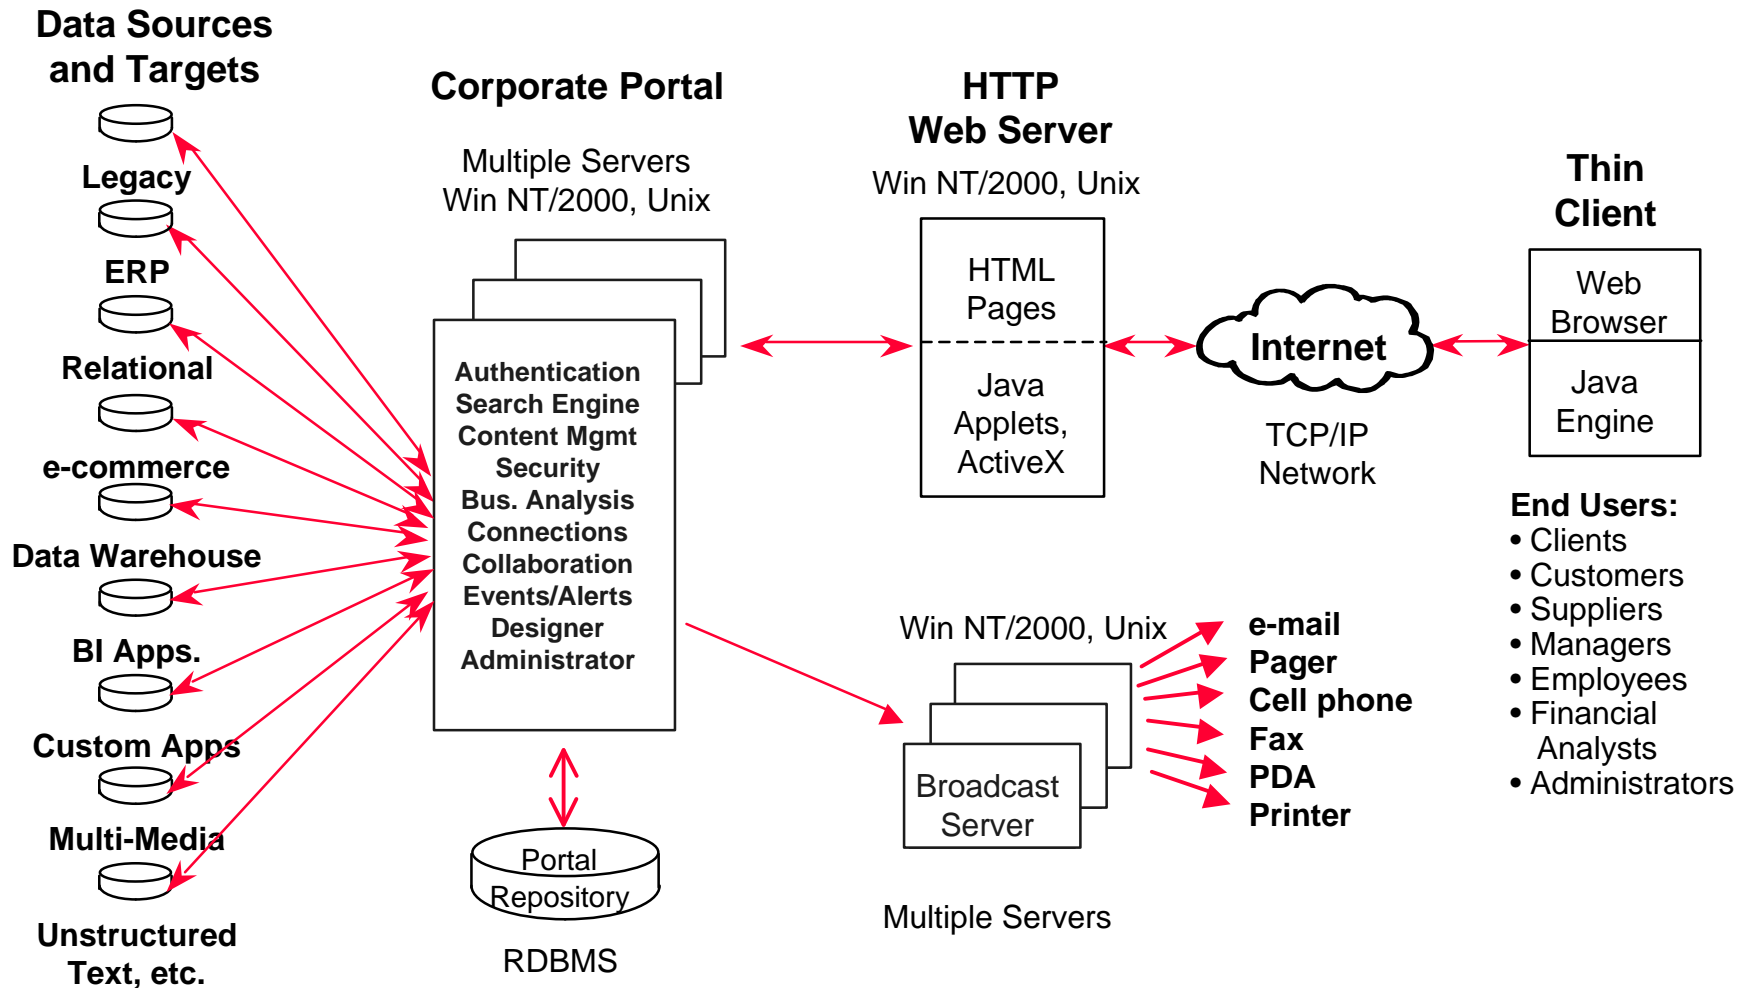 Data Sources
and Targets
Legacy
ERP
Relational
e-commerce
Data Warehouse
BI Apps.
Custom Apps
Multi-Media
Unstructured
Text, etc.
Corporate Portal
Multiple Servers
Win NT/2000, Unix
Authentication
Search Engine
Content Mgmt
Security
Bus. Analysis
Connections
Collaboration
Events/Alerts
Designer
Administrator
Portal
Repository
RDBMS
HTTP
Web Server
Win NT/2000, Unix
HTML
Pages
Java
Applets,
ActiveX
Internet
TCP/IP
Network
Thin
Client
Web
Browser
Java
Engine
End Users:
• Clients
• Customers
• Suppliers
• Managers
• Employees
• Financial
Analysts
• Administrators
Win NT/2000, Unix
Broadcast
Server
Multiple Servers
e-mail
Pager
Cell phone
Fax
PDA
Printer